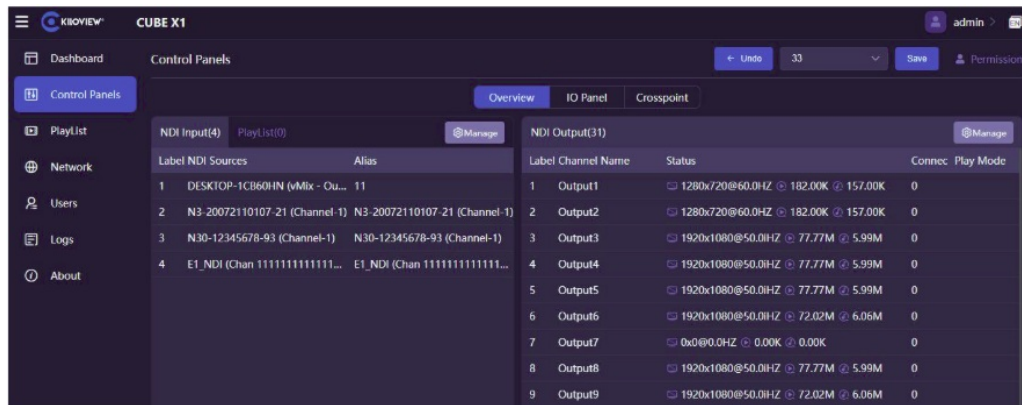 KILOVIEW CUBE X1 admin > EN
Dashboard
Control Panels
PlayList
Network
Users
Logs
About
Control Panels ← Undo 33 Save Permission
Overview IO Panel Crosspoint
NDI Input(4) PlayList(0) Manage
Label NDI Sources Alias
1 DESKTOP-1CB60HN (vMix - Ou... 11
2 N3-20072110107-21 (Channel-1) N3-20072110107-21 (Channel-1)
3 N30-12345678-93 (Channel-1) N30-12345678-93 (Channel-1)
4 E1_NDI (Chan 1111111111111... E1_NDI (Chan 1111111111111...
NDI Output(31) Manage
Label Channel Name Status Connec Play Mode
1 Output1 1280x720@60.0HZ 182.00K 157.00K 0
2 Output2 1280x720@60.0HZ 182.00K 157.00K 0
3 Output3 1920x1080@50.0iHZ 77.77M 5.99M 0
4 Output4 1920x1080@50.0iHZ 77.77M 5.99M 0
5 Output5 1920x1080@50.0iHZ 77.77M 5.99M 0
6 Output6 1920x1080@50.0iHZ 72.02M 6.06M 0
7 Output7 0x0@0.0HZ 0.00K 0.00K 0
8 Output8 1920x1080@50.0iHZ 77.77M 5.99M 0
9 Output9 1920x1080@50.0iHZ 72.02M 6.06M 0